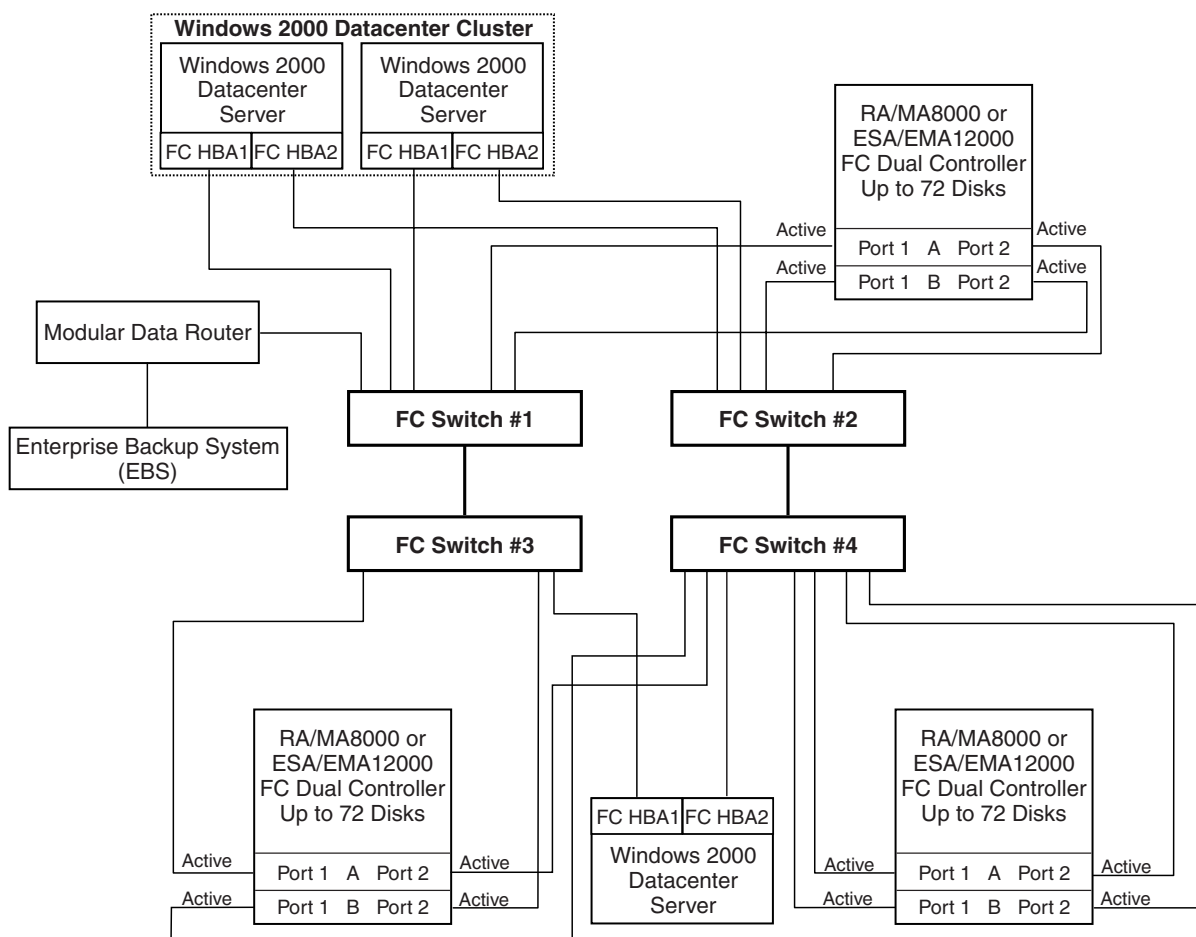 Windows 2000 Datacenter Cluster
Windows 2000
Datacenter
Server
FC HBA1
FC HBA2
Windows 2000
Datacenter
Server
FC HBA1
FC HBA2
RA/MA8000 or
ESA/EMA12000
FC Dual Controller
Up to 72 Disks
Active
Port 1 A Port 2
Active
Active
Port 1 B Port 2
Active
Modular Data Router
Enterprise Backup System
(EBS)
FC Switch #1
FC Switch #2
FC Switch #3
FC Switch #4
RA/MA8000 or
ESA/EMA12000
FC Dual Controller
Up to 72 Disks
Active
Port 1 A Port 2
Active
Active
Port 1 B Port 2
Active
FC HBA1
FC HBA2
Windows 2000
Datacenter
Server
RA/MA8000 or
ESA/EMA12000
FC Dual Controller
Up to 72 Disks
Active
Port 1 A Port 2
Active
Active
Port 1 B Port 2
Active